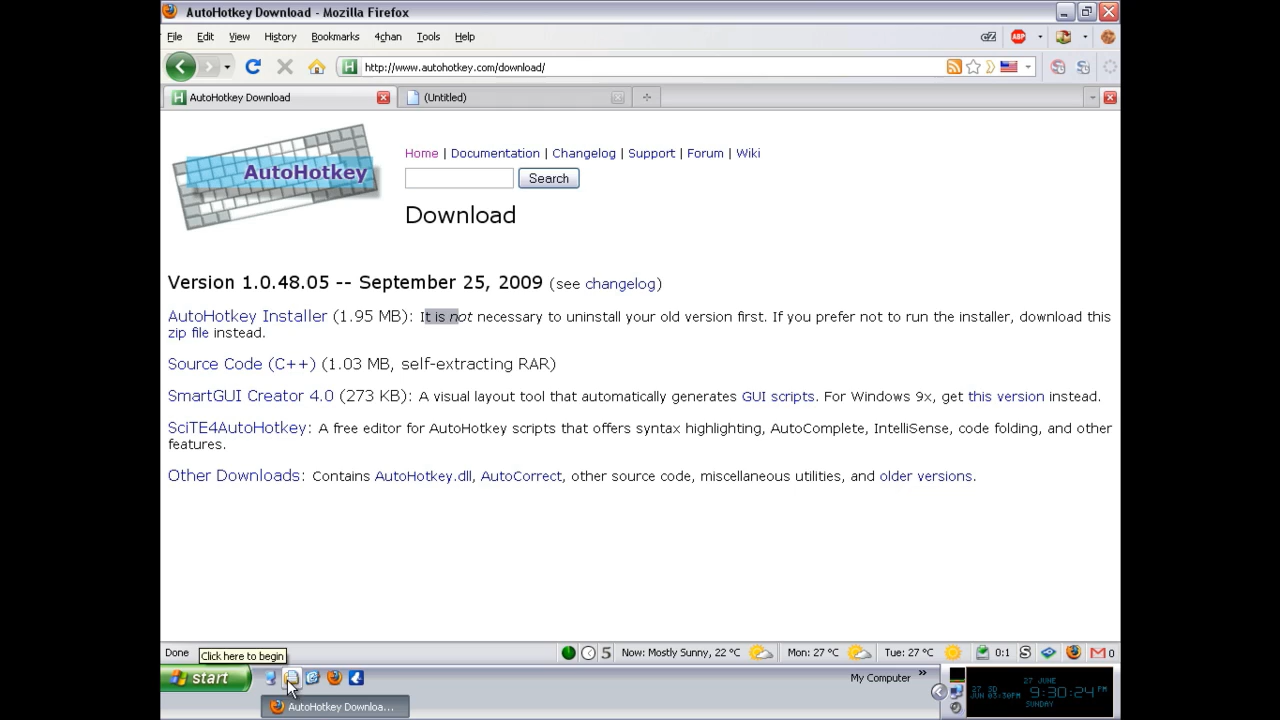 AutoHotkey Download - Mozilla Firefox
File Edit View History Bookmarks 4chan Tools Help
http://www.autohotkey.com/download/
AutoHotkey Download
(Untitled)
AutoHotkey
Home | Documentation | Changelog | Support | Forum | Wiki
Search
Download
Version 1.0.48.05 -- September 25, 2009 (see changelog)
AutoHotkey Installer (1.95 MB): It is not necessary to uninstall your old version first. If you prefer not to run the installer, download this
zip file instead.
Source Code (C++) (1.03 MB, self-extracting RAR)
SmartGUI Creator 4.0 (273 KB): A visual layout tool that automatically generates GUI scripts. For Windows 9x, get this version instead.
SciTE4AutoHotkey: A free editor for AutoHotkey scripts that offers syntax highlighting, AutoComplete, IntelliSense, code folding, and other
features.
Other Downloads: Contains AutoHotkey.dll, AutoCorrect, other source code, miscellaneous utilities, and older versions.
Done
Click here to begin
5 Now: Mostly Sunny, 22 °C Mon: 27 °C Tue: 27 °C 0:1 S 0
start
My Computer
AutoHotkey Downloa...
27 JUNE
9:30:24 PM
SUNDAY